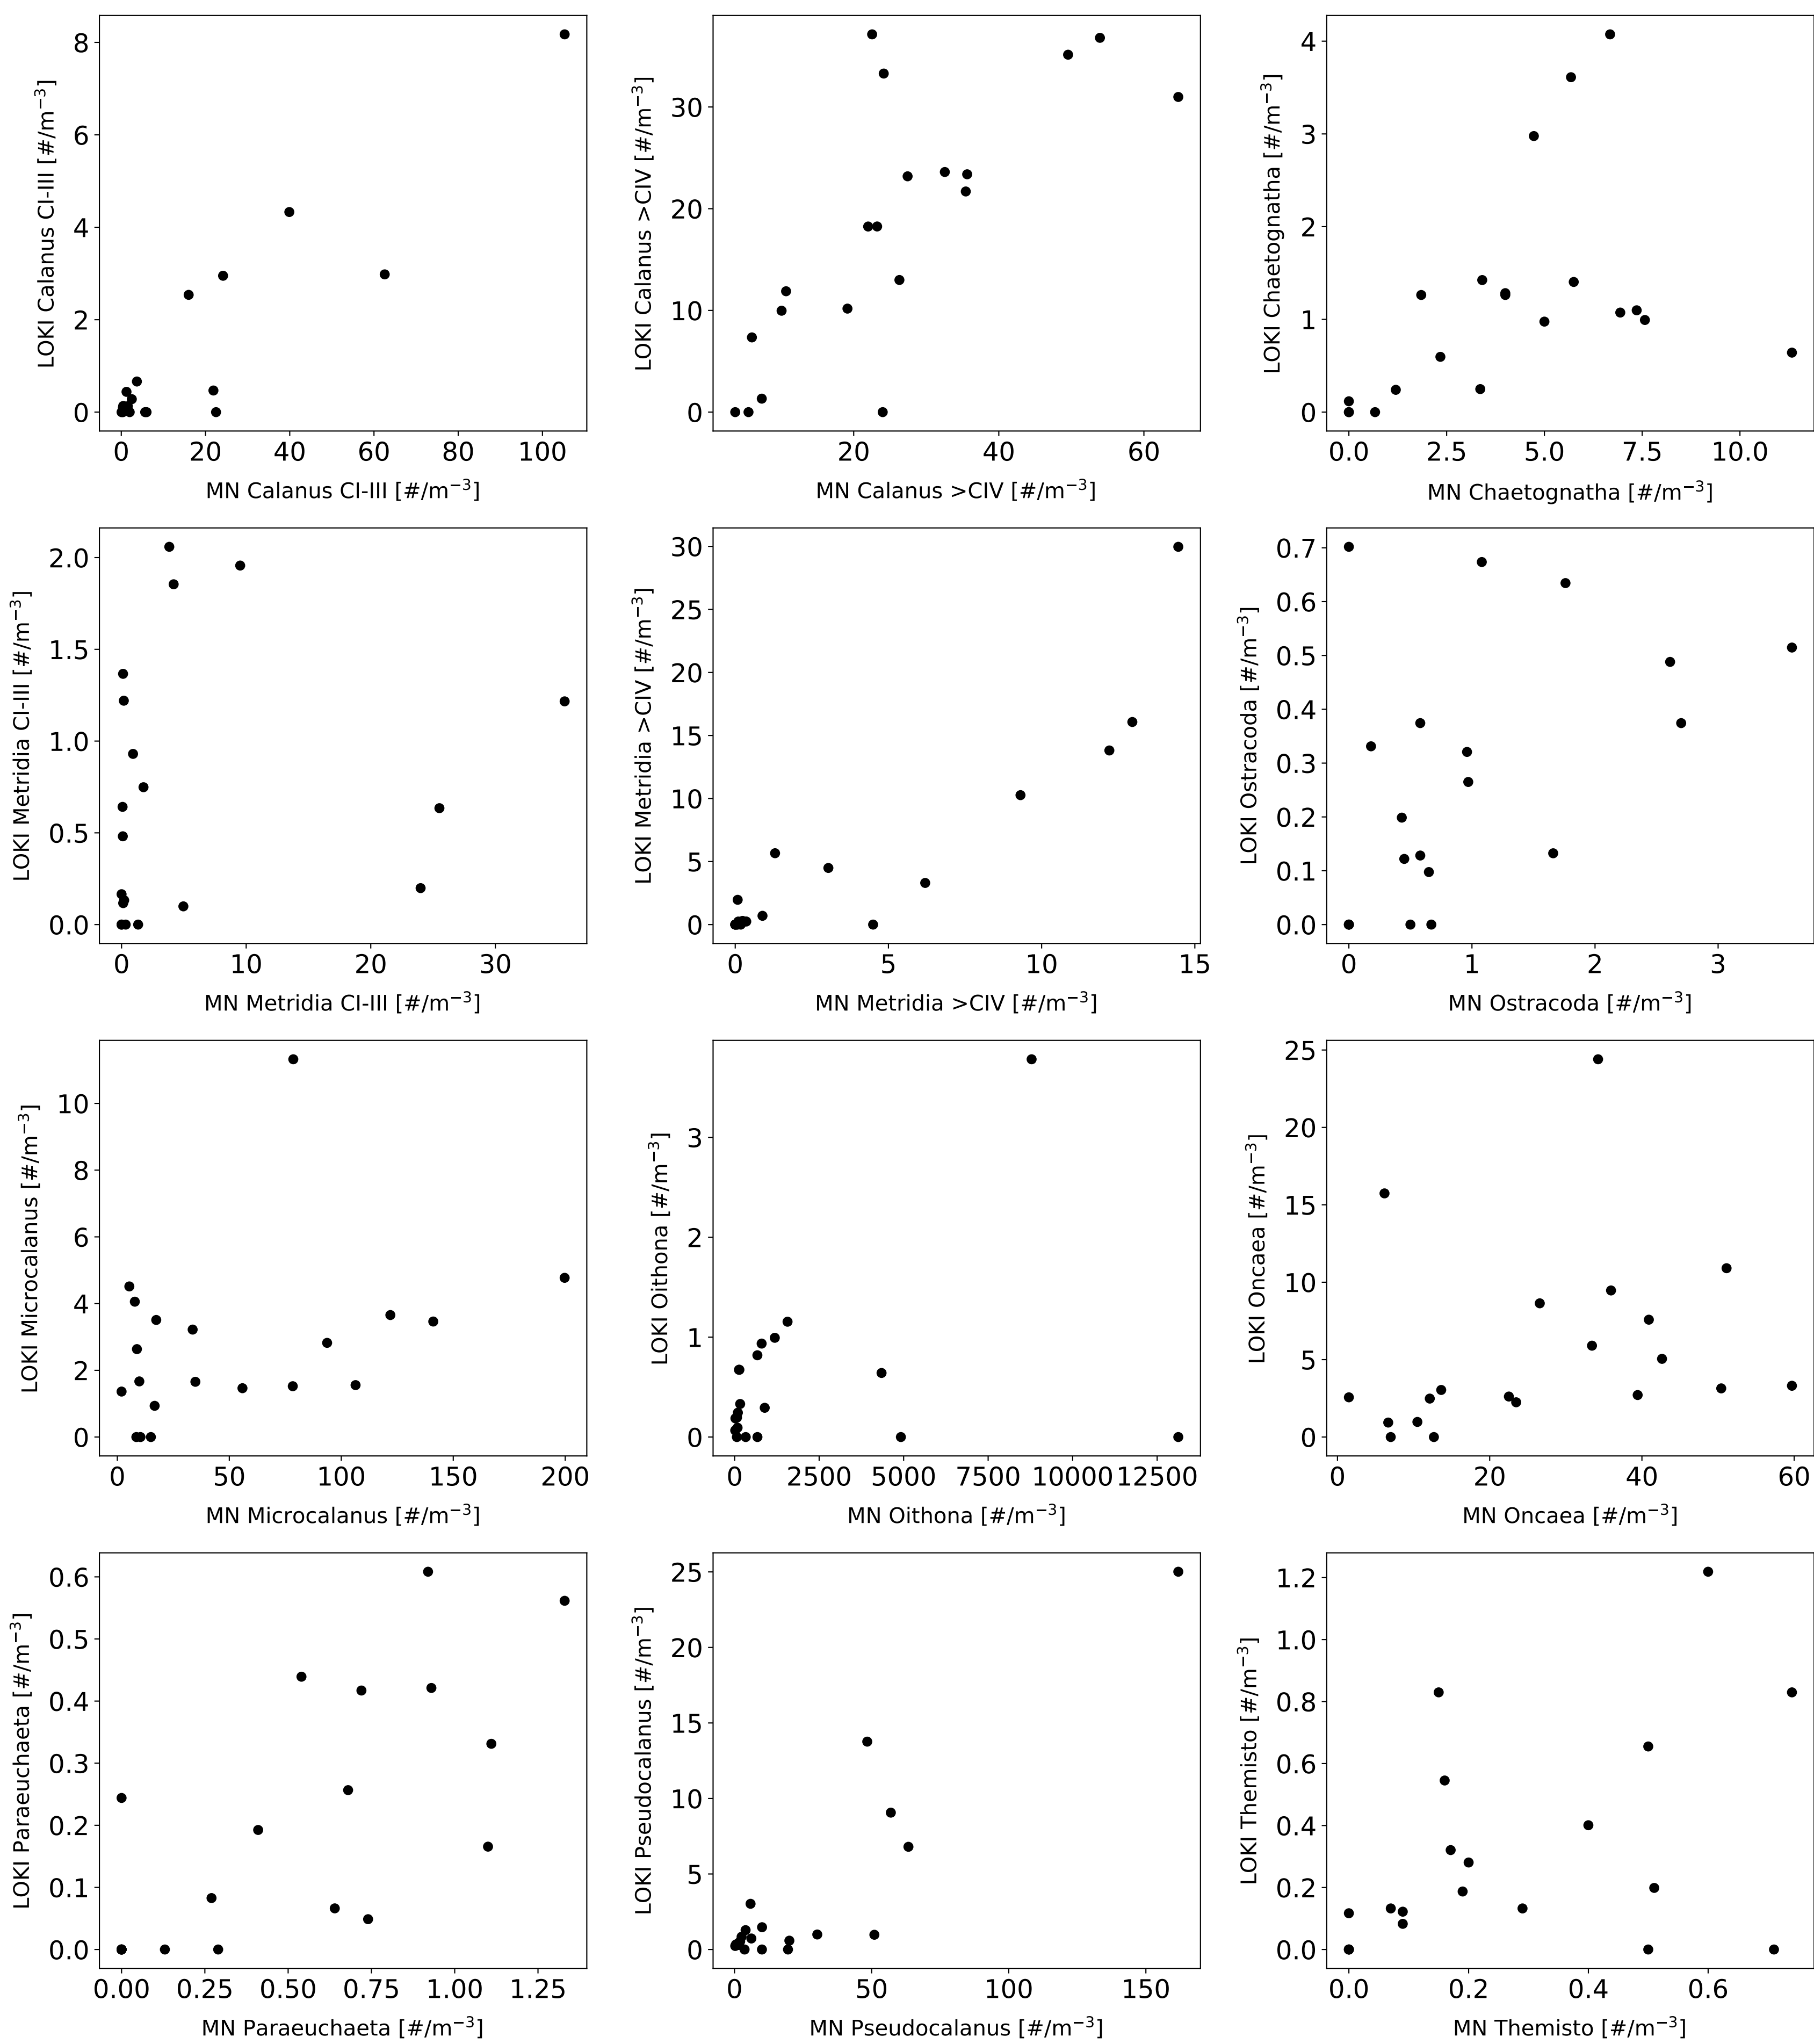 LOKI Calanus CI-III [#/m⁻³]
8
6
4
2
0
0 20 40 60 80 100
MN Calanus CI-III [#/m⁻³]
LOKI Calanus >CIV [#/m⁻³]
30
20
10
0
20 40 60
MN Calanus >CIV [#/m⁻³]
LOKI Chaetognatha [#/m⁻³]
4
3
2
1
0
0.0 2.5 5.0 7.5 10.0
MN Chaetognatha [#/m⁻³]
LOKI Metridia CI-III [#/m⁻³]
2.0
1.5
1.0
0.5
0.0
0 10 20 30
MN Metridia CI-III [#/m⁻³]
LOKI Metridia >CIV [#/m⁻³]
30
25
20
15
10
5
0
0 5 10 15
MN Metridia >CIV [#/m⁻³]
LOKI Ostracoda [#/m⁻³]
0.7
0.6
0.5
0.4
0.3
0.2
0.1
0.0
0 1 2 3
MN Ostracoda [#/m⁻³]
LOKI Microcalanus [#/m⁻³]
10
8
6
4
2
0
0 50 100 150 200
MN Microcalanus [#/m⁻³]
LOKI Oithona [#/m⁻³]
3
2
1
0
0 2500 5000 7500 10000 12500
MN Oithona [#/m⁻³]
LOKI Oncaea [#/m⁻³]
25
20
15
10
5
0
0 20 40 60
MN Oncaea [#/m⁻³]
LOKI Paraeuchaeta [#/m⁻³]
0.6
0.5
0.4
0.3
0.2
0.1
0.0
0.00 0.25 0.50 0.75 1.00 1.25
MN Paraeuchaeta [#/m⁻³]
LOKI Pseudocalanus [#/m⁻³]
25
20
15
10
5
0
0 50 100 150
MN Pseudocalanus [#/m⁻³]
LOKI Themisto [#/m⁻³]
1.2
1.0
0.8
0.6
0.4
0.2
0.0
0.0 0.2 0.4 0.6
MN Themisto [#/m⁻³]